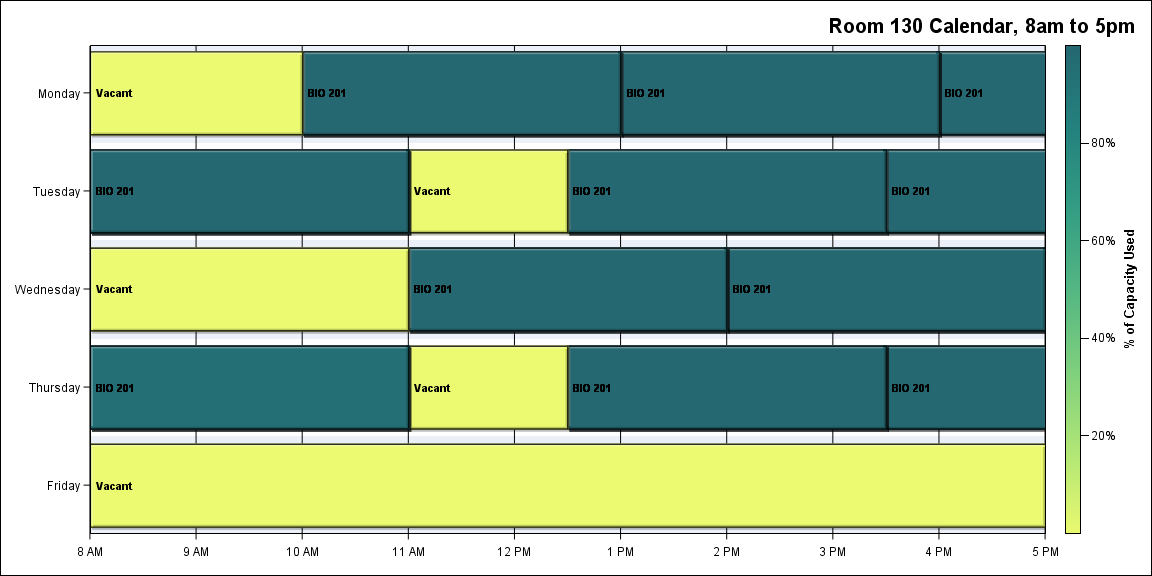 Room 130 Calendar, 8am to 5pm
Monday
Vacant
BIO 201
BIO 201
BIO 201
Tuesday
BIO 201
Vacant
BIO 201
BIO 201
Wednesday
Vacant
BIO 201
BIO 201
Thursday
BIO 201
Vacant
BIO 201
BIO 201
Friday
Vacant
8 AM
9 AM
10 AM
11 AM
12 PM
1 PM
2 PM
3 PM
4 PM
5 PM
80%
60%
40%
20%
% of Capacity Used